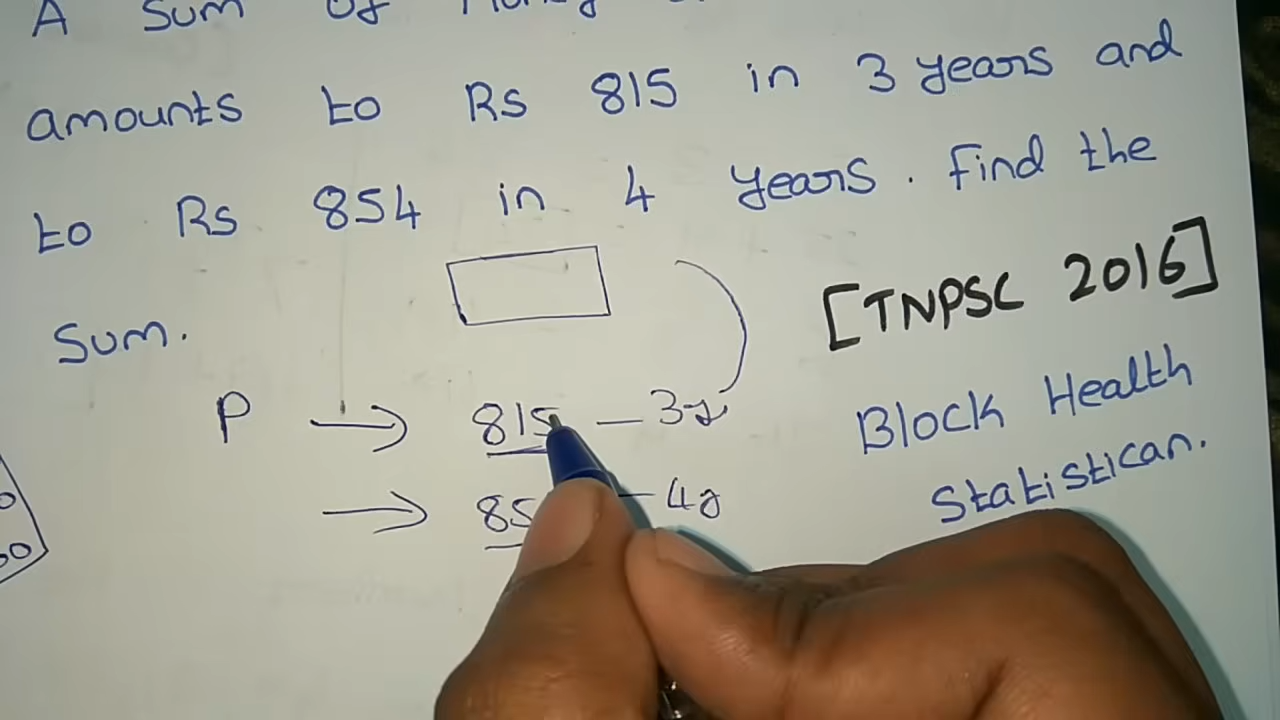 A Sum Of
amounts to Rs 815 in 3 years and
to Rs 854 in 4 years. Find the
Sum.
[TNPSC 2016]
Block Health
Statistican.
P → 815 — 3y
→ 85 — 4y